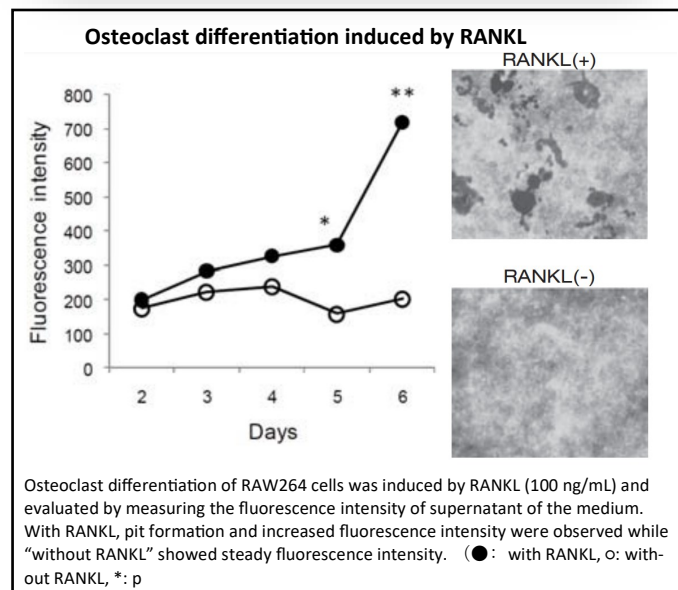 Osteoclast differentiation induced by RANKL
RANKL(+)
800
700
600
500
400
300
200
100
0
Fluorescence intensity
*
**
2 3 4 5 6
Days
RANKL(-)
Osteoclast differentiation of RAW264 cells was induced by RANKL (100 ng/mL) and
evaluated by measuring the fluorescence intensity of supernatant of the medium.
With RANKL, pit formation and increased fluorescence intensity were observed while
“without RANKL” showed steady fluorescence intensity. (●: with RANKL, ○: with-
out RANKL, *: p